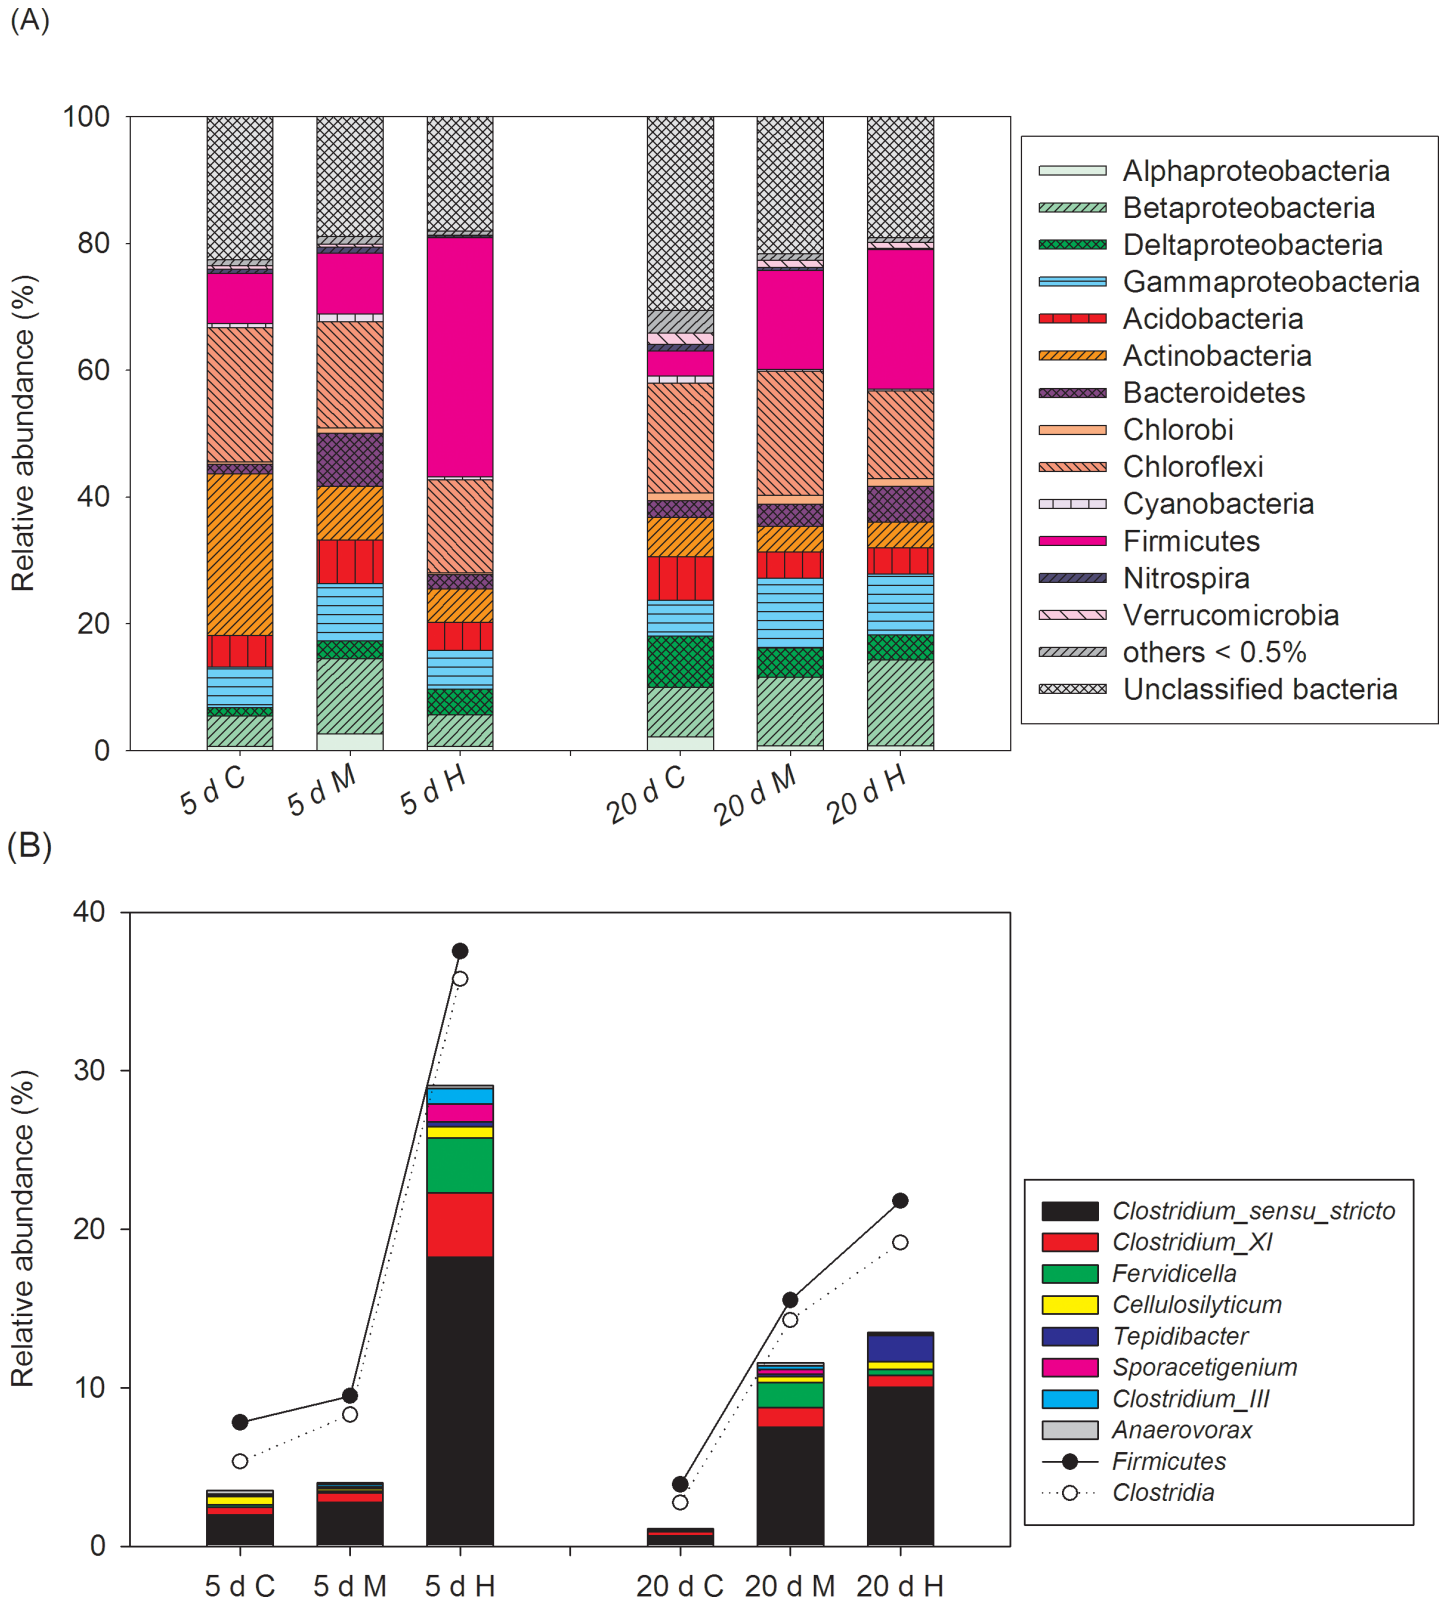 (A)
100
80
60
40
20
0
Relative abundance (%)
5 d C
5 d M
5 d H
20 d C
20 d M
20 d H
Alphaproteobacteria
Betaproteobacteria
Deltaproteobacteria
Gammaproteobacteria
Acidobacteria
Actinobacteria
Bacteroidetes
Chlorobi
Chloroflexi
Cyanobacteria
Firmicutes
Nitrospira
Verrucomicrobia
others < 0.5%
Unclassified bacteria
(B)
40
30
20
10
0
Relative abundance (%)
5 d C
5 d M
5 d H
20 d C
20 d M
20 d H
Clostridium_sensu_stricto
Clostridium_XI
Fervidicella
Cellulosilyticum
Tepidibacter
Sporacetigenium
Clostridium_III
Anaerovorax
Firmicutes
Clostridia